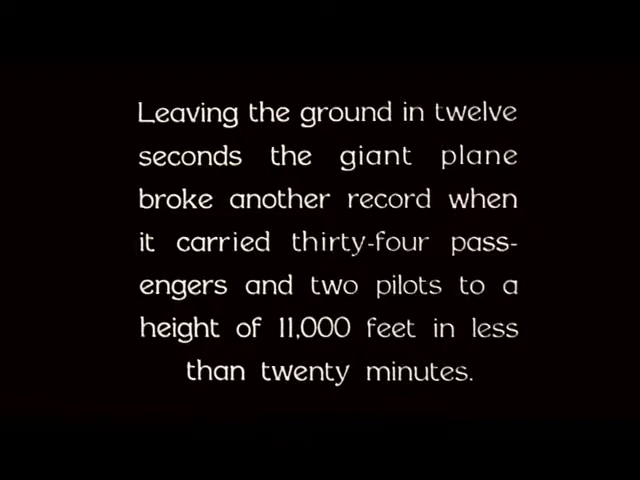 Leaving the ground in twelve
seconds the giant plane
broke another record when
it carried thirty-four pass-
engers and two pilots to a
height of 11,000 feet in less
than twenty minutes.